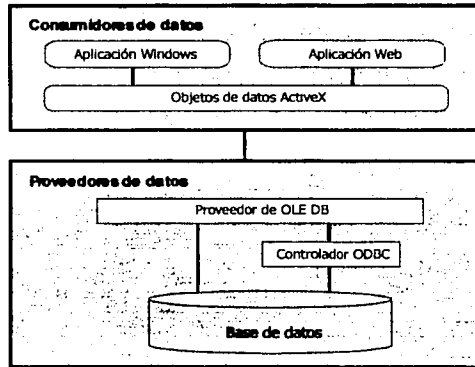 Consumidores de datos
Aplicación Windows
Aplicación Web
Objetos de datos ActiveX
Proveedores de datos
Proveedor de OLE DB
Controlador ODBC
Base de datos